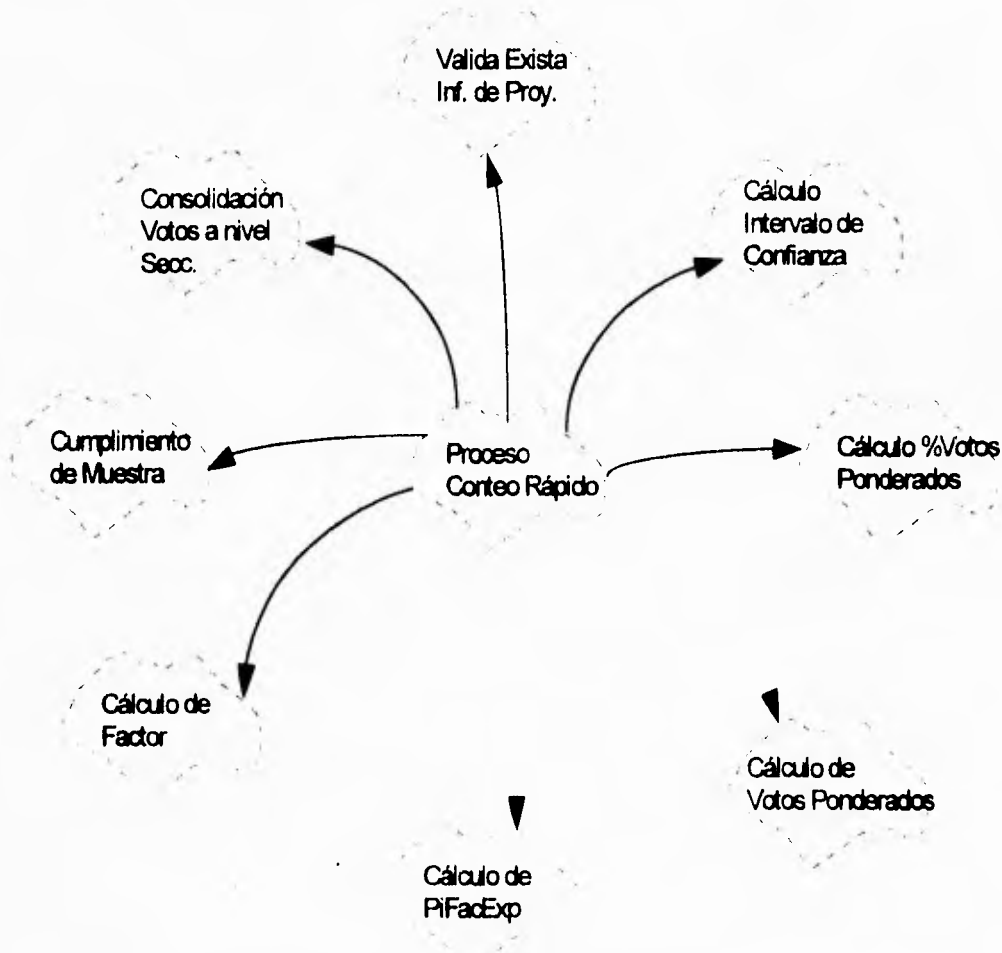 Valida Exista
Inf. de Proy.
Consolidación
Votos a nivel
Secc.
Cálculo
Intervalo de
Confianza
Cumplimiento
de Muestra
Proceso
Conteo Rápido
Cálculo %Votos
Ponderados
Cálculo de
Factor
Cálculo de
Votos Ponderados
Cálculo de
PiFacExp